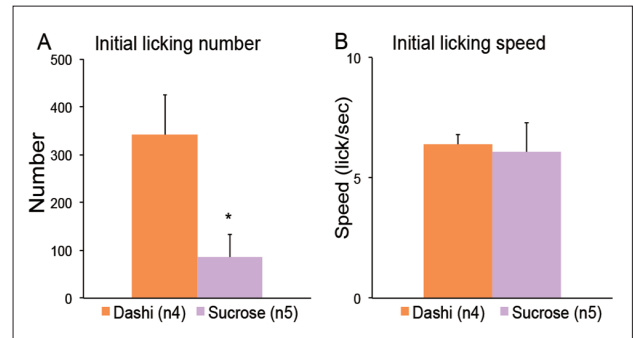 A Initial licking number
500
400
300
200
100
0
Number
*
Dashi (n4) Sucrose (n5)
B Initial licking speed
10
5
0
Speed (lick/sec)
Dashi (n4) Sucrose (n5)